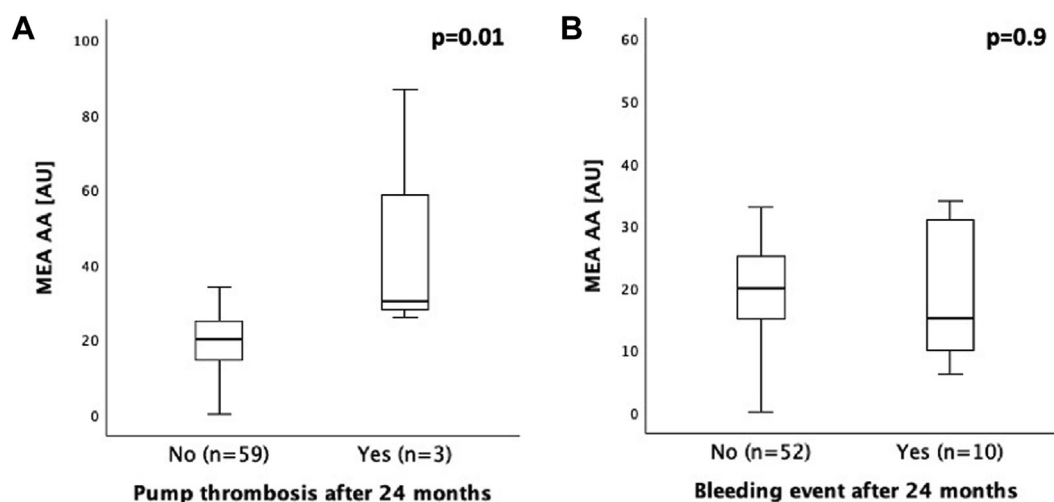 A
p=0.01
MEA AA [AU]
100
80
60
40
20
0
No (n=59) Yes (n=3)
Pump thrombosis after 24 months
B
p=0.9
MEA AA [AU]
60
50
40
30
20
10
0
No (n=52) Yes (n=10)
Bleeding event after 24 months